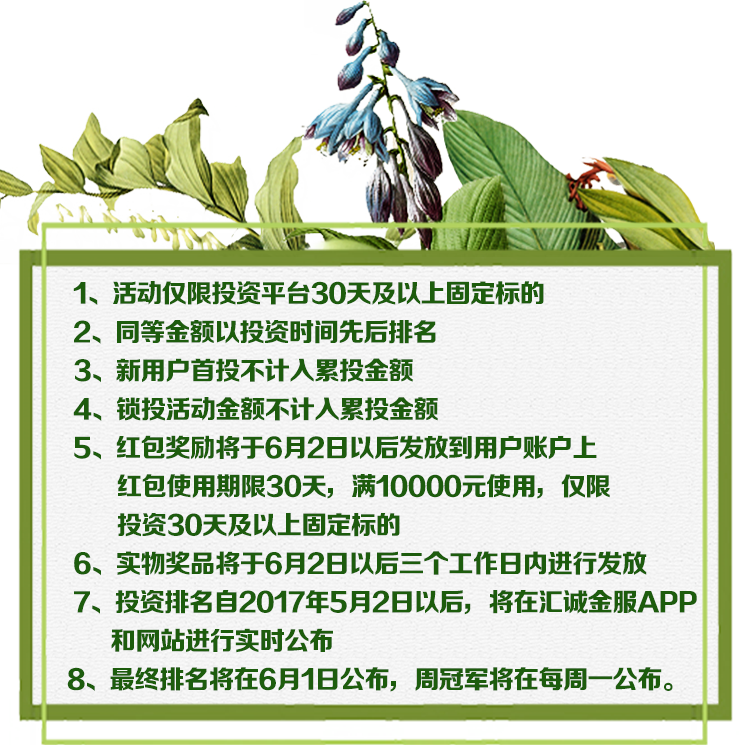 1、活动仅限投资平台30天及以上固定标的
2、同等金额以投资时间先后排名
3、新用户首投不计入累投金额
4、锁投活动金额不计入累投金额
5、红包奖励将于6月2日以后发放到用户账户上
红包使用期限30天，满10000元使用，仅限
投资30天及以上固定标的
6、实物奖品将于6月2日以后三个工作日内进行发放
7、投资排名自2017年5月2日以后，将在汇诚金服APP
和网站进行实时公布
8、最终排名将在6月1日公布，周冠军将在每周一公布。